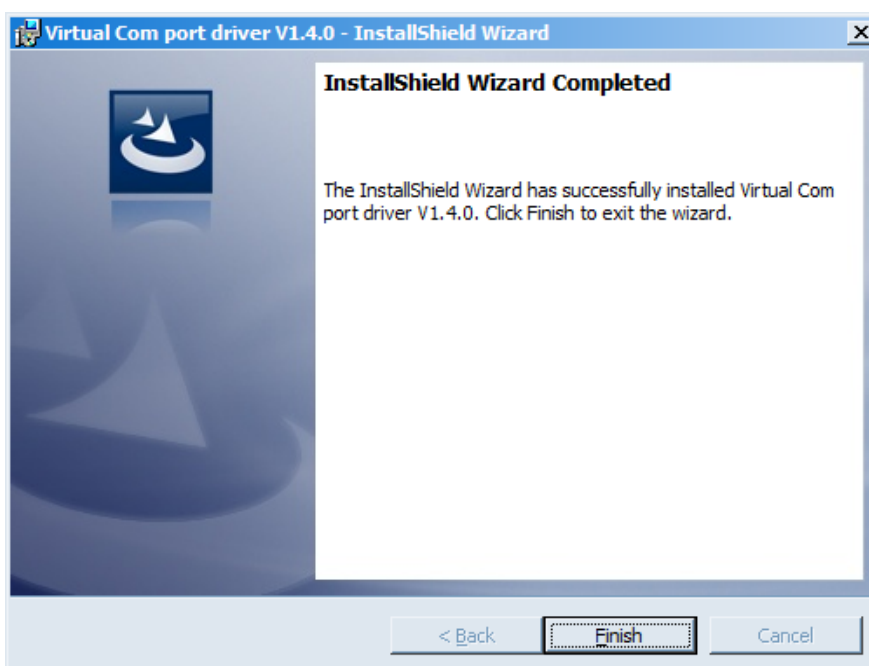 Virtual Com port driver V1.4.0 - InstallShield Wizard
InstallShield Wizard Completed
The InstallShield Wizard has successfully installed Virtual Com
port driver V1.4.0. Click Finish to exit the wizard.
< Back Finish Cancel